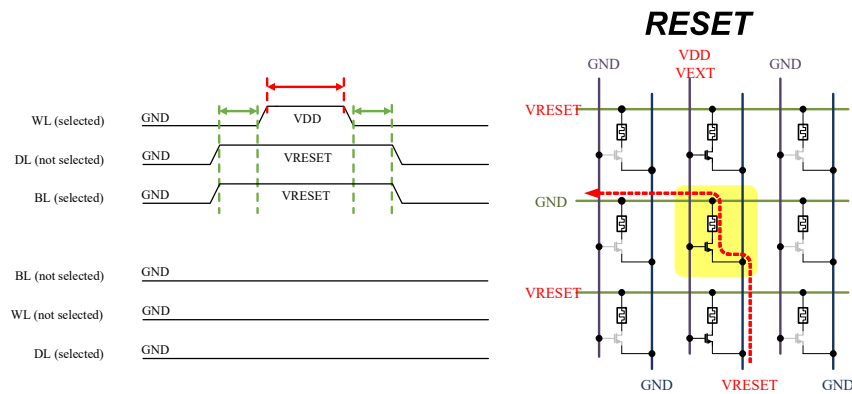 RESET
GND
VDD
VEXT
GND
VRESET
GND
VRESET
GND
VRESET
GND
WL (selected)
GND
VDD
DL (not selected)
GND
VRESET
BL (selected)
GND
VRESET
BL (not selected)
GND
WL (not selected)
GND
DL (selected)
GND